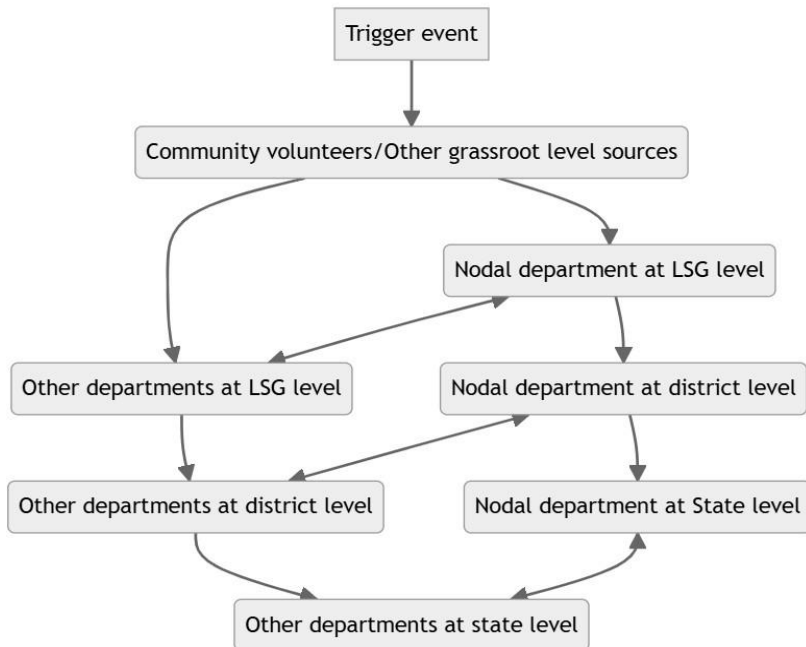 Trigger event
Community volunteers/Other grassroot level sources
Nodal department at LSG level
Other departments at LSG level
Nodal department at district level
Other departments at district level
Nodal department at State level
Other departments at state level